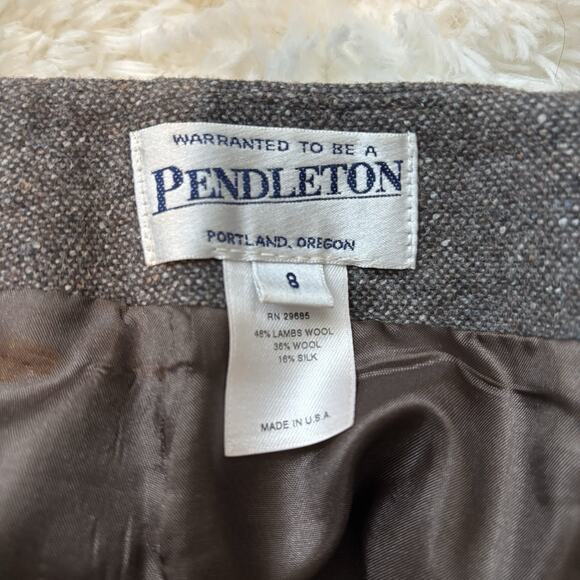 WARRANTED TO BE A
PENDLETON
PORTLAND, OREGON
8
RN 29685
48% LAMBS WOOL
36% WOOL
16% SILK
MADE IN U.S.A.